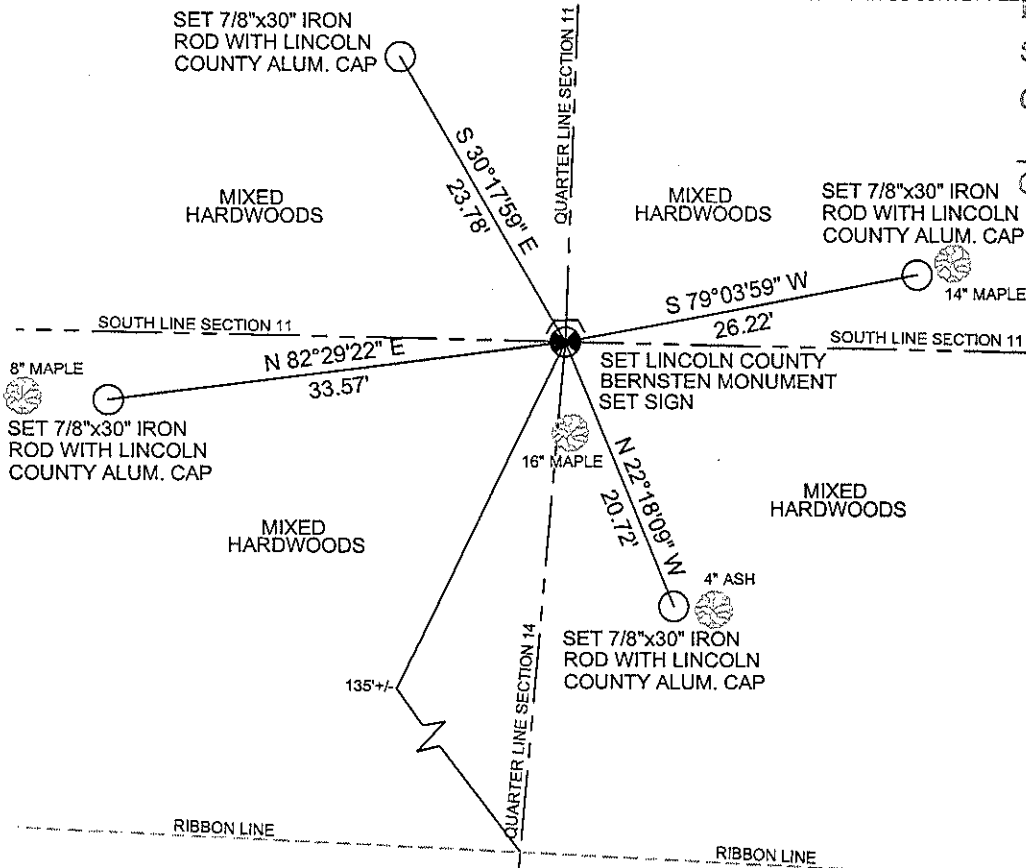 SET 7/8"x30" IRON
ROD WITH LINCOLN
COUNTY ALUM. CAP
QUARTER LINE SECTION 11
S 30°17'59" E
23.78'
MIXED
HARDWOODS
MIXED
HARDWOODS
SET 7/8"x30" IRON
ROD WITH LINCOLN
COUNTY ALUM. CAP
14" MAPLE
S 79°03'59" W
26.22'
SOUTH LINE SECTION 11
SOUTH LINE SECTION 11
N 82°29'22" E
33.57'
8" MAPLE
SET 7/8"x30" IRON
ROD WITH LINCOLN
COUNTY ALUM. CAP
SET LINCOLN COUNTY
BERNSTEN MONUMENT
SET SIGN
16" MAPLE
N 22°18'09" W
20.72'
MIXED
HARDWOODS
MIXED
HARDWOODS
4" ASH
SET 7/8"x30" IRON
ROD WITH LINCOLN
COUNTY ALUM. CAP
135'+/-
QUARTER LINE SECTION 14
RIBBON LINE
RIBBON LINE